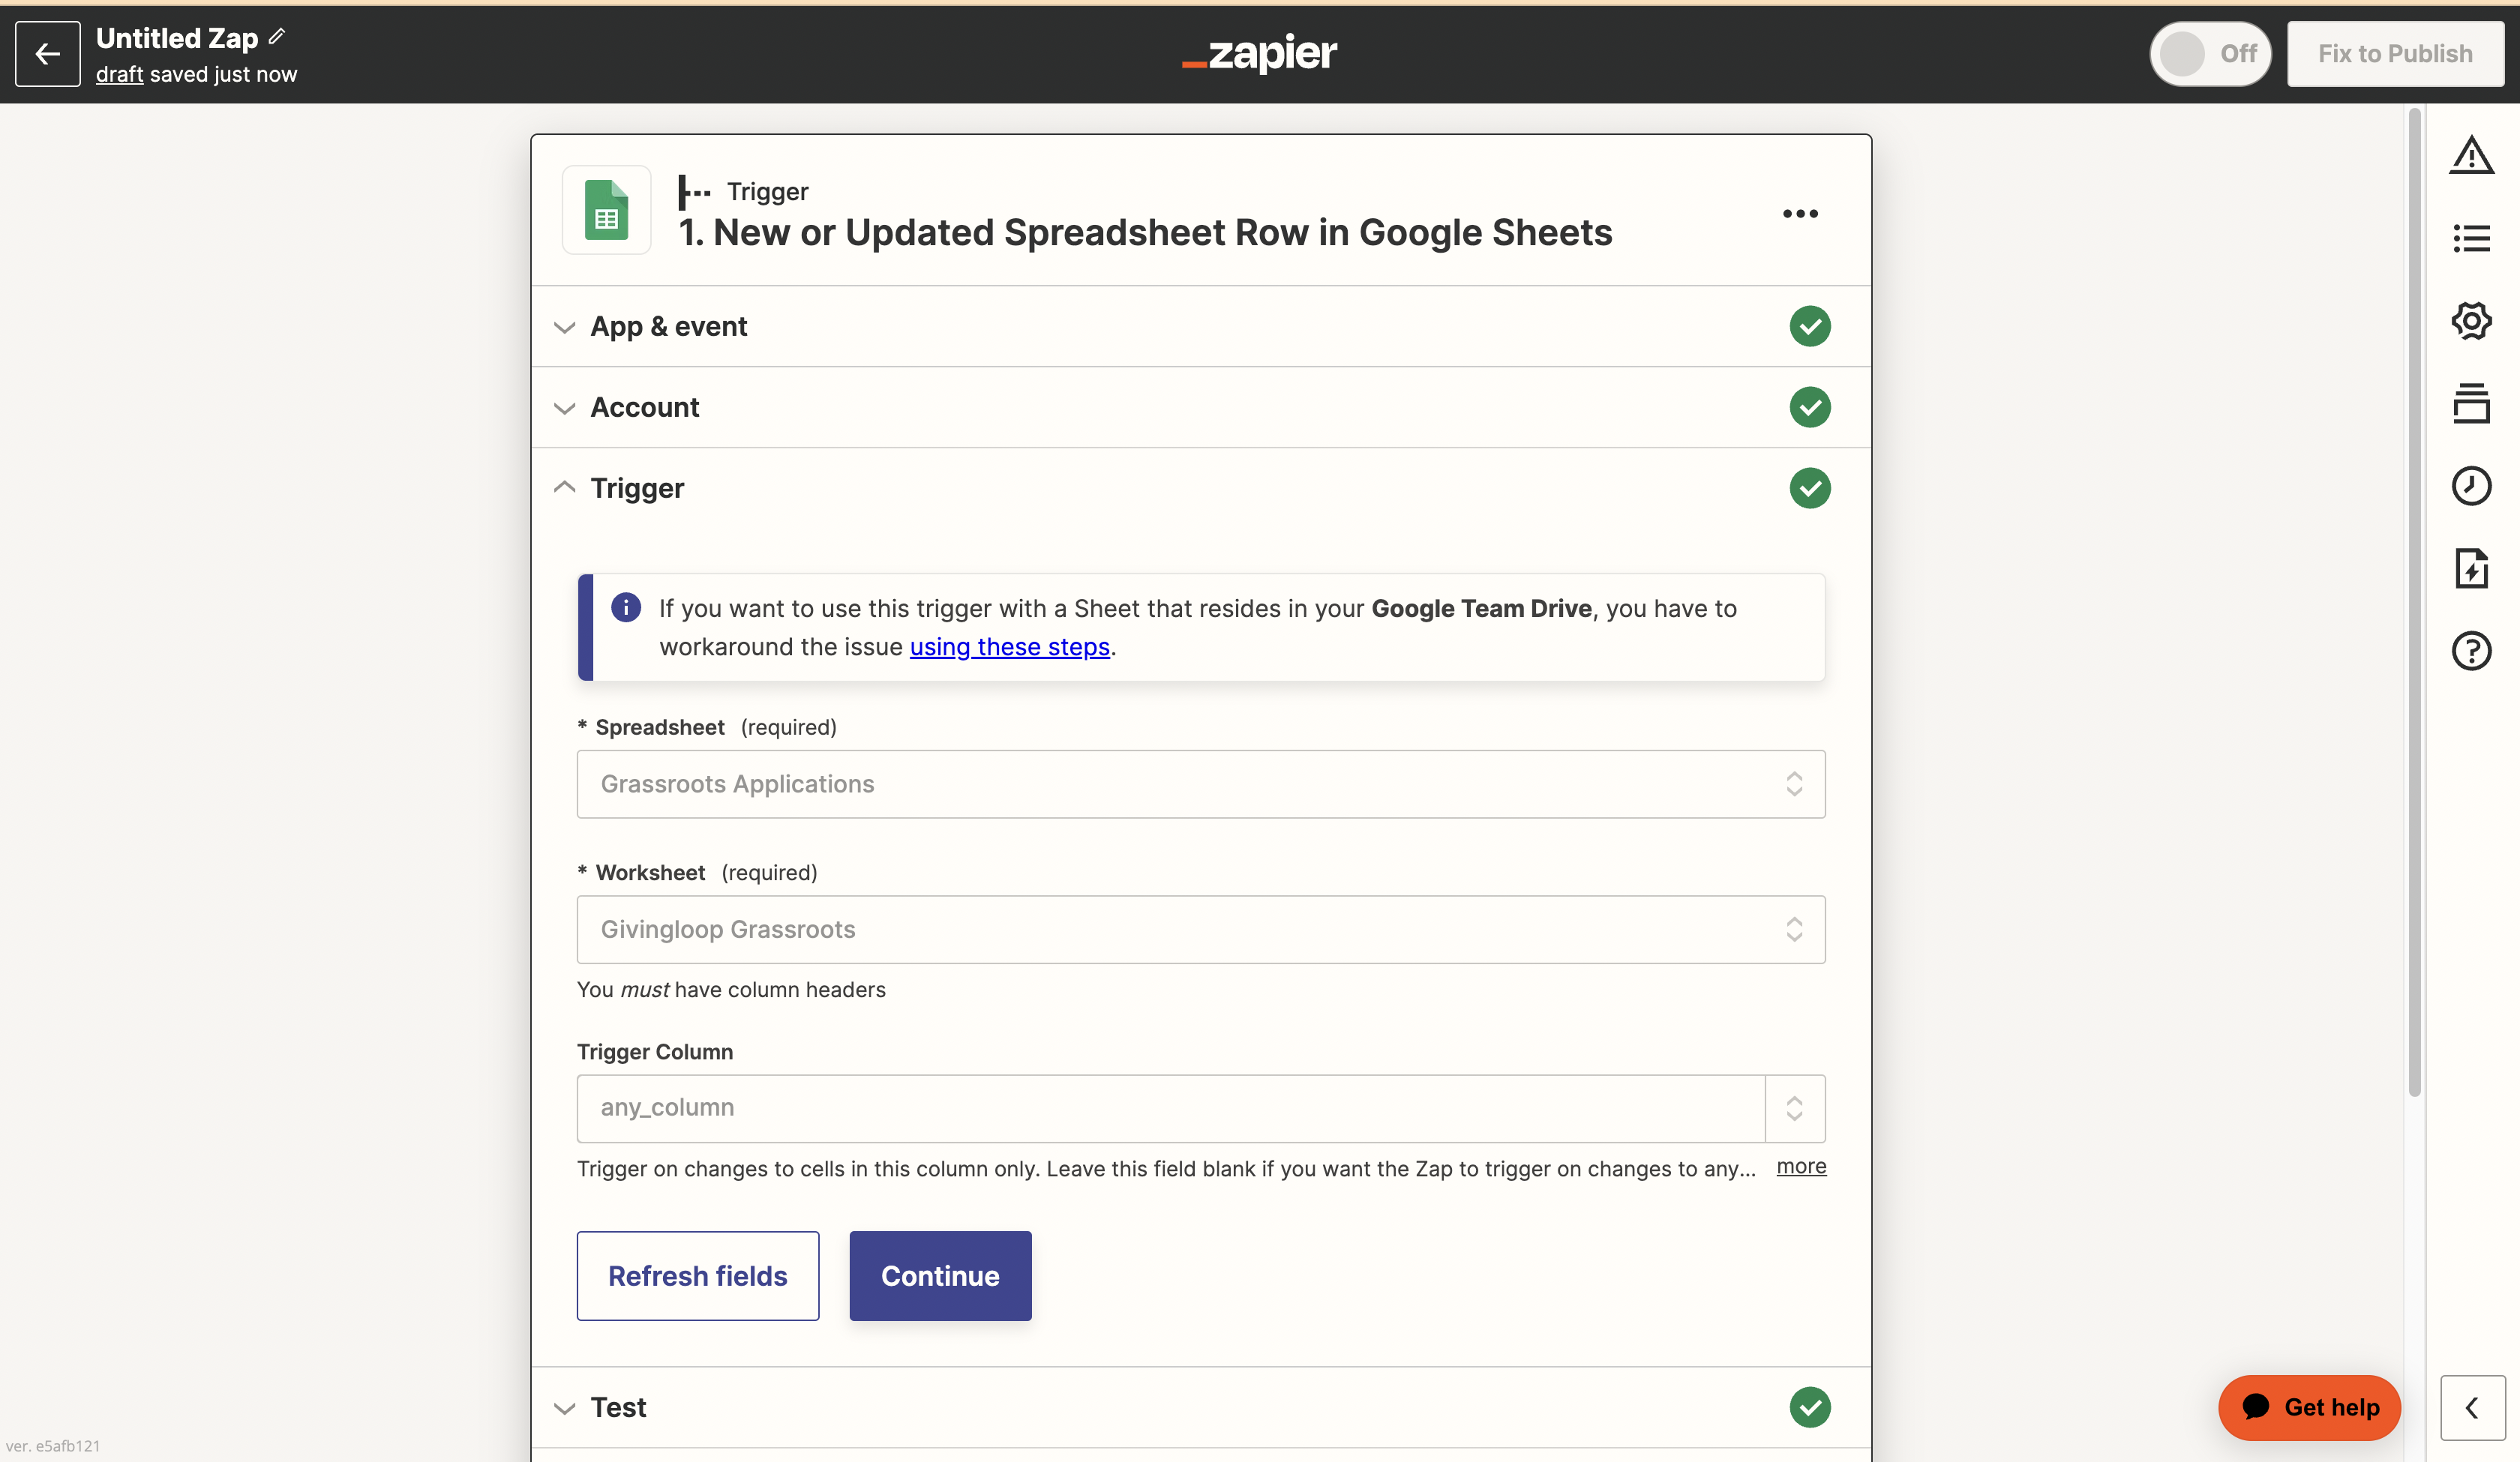 Untitled Zap
draft saved just now
zapier
Off
Fix to Publish
Trigger
1. New or Updated Spreadsheet Row in Google Sheets
App & event
Account
Trigger
If you want to use this trigger with a Sheet that resides in your Google Team Drive, you have to
workaround the issue using these steps.
* Spreadsheet (required)
Grassroots Applications
* Worksheet (required)
Givingloop Grassroots
You must have column headers
Trigger Column
any_column
Trigger on changes to cells in this column only. Leave this field blank if you want the Zap to trigger on changes to any... more
Refresh fields
Continue
Test
Get help
ver. e5afb121